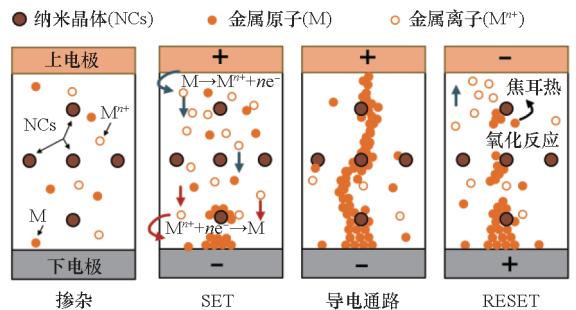 纳米晶体(NCs) 金属原子(M) 金属离子(Mⁿ⁺)
上电极 + + −
M→Mⁿ⁺+ne⁻
焦耳热
NCs Mⁿ⁺
氧化反应
M
Mⁿ⁺+ne⁻→M
下电极 − − +
掺杂 SET 导电通路 RESET